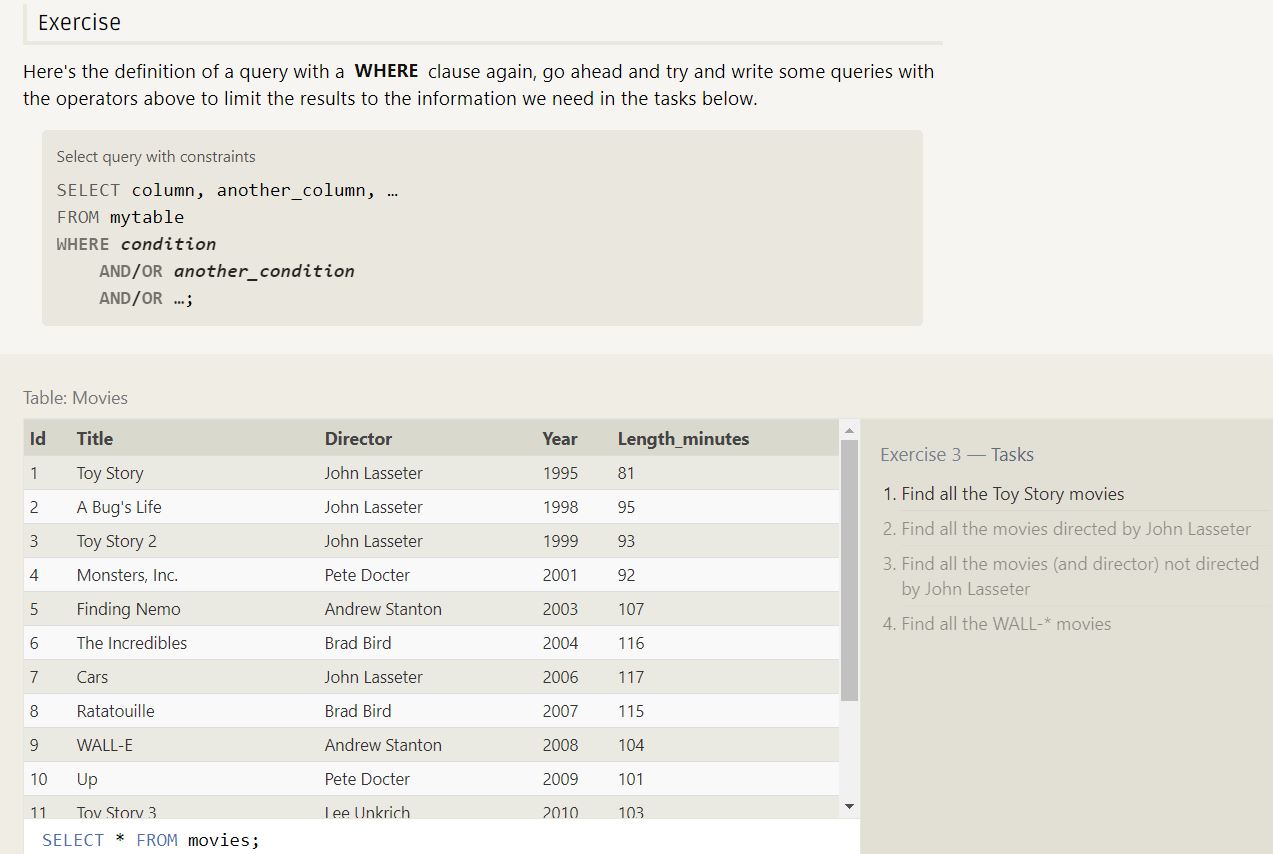 Exercise
Here's the definition of a query with a WHERE clause again, go ahead and try and write some queries with
the operators above to limit the results to the information we need in the tasks below.
Select query with constraints
SELECT column, another_column, …
FROM mytable
WHERE condition
AND/OR another_condition
AND/OR …;
Table: Movies
Id Title Director Year Length_minutes
1 Toy Story John Lasseter 1995 81
2 A Bug's Life John Lasseter 1998 95
3 Toy Story 2 John Lasseter 1999 93
4 Monsters, Inc. Pete Docter 2001 92
5 Finding Nemo Andrew Stanton 2003 107
6 The Incredibles Brad Bird 2004 116
7 Cars John Lasseter 2006 117
8 Ratatouille Brad Bird 2007 115
9 WALL-E Andrew Stanton 2008 104
10 Up Pete Docter 2009 101
11 Toy Story 3 Lee Unkrich 2010 103
SELECT * FROM movies;
Exercise 3 — Tasks
1. Find all the Toy Story movies
2. Find all the movies directed by John Lasseter
3. Find all the movies (and director) not directed
by John Lasseter
4. Find all the WALL-* movies